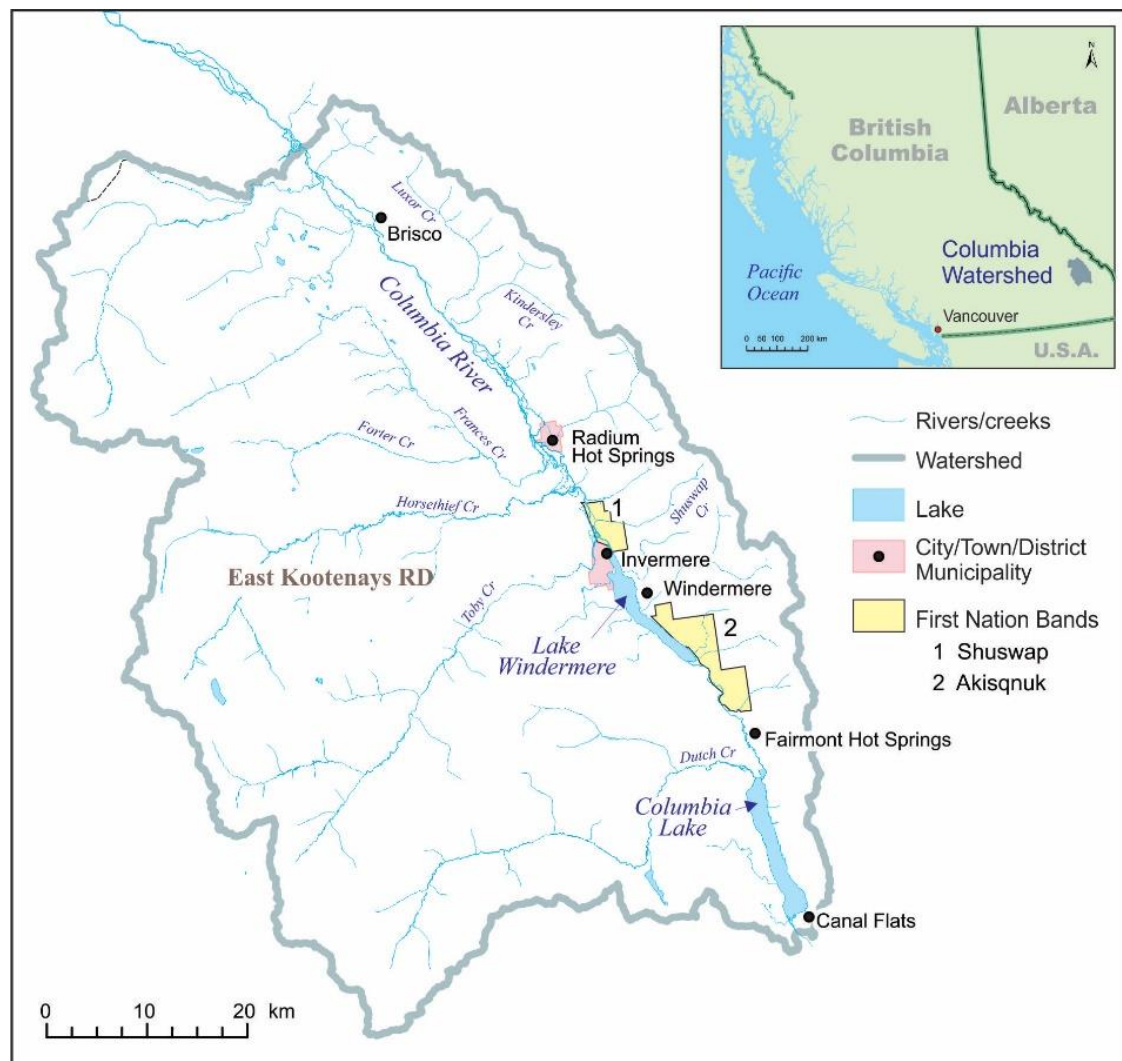 N
Alberta
British
Columbia
Columbia
Watershed
Pacific
Ocean
Vancouver
0 50 100 200 km
U.S.A.
Luxor Cr
Brisco
Kindersley
Cr
Columbia River
Frances Cr
Forter Cr
Radium
Hot Springs
Horsethief Cr
Shuswap
Cr
1
Invermere
East Kootenays RD
Toby Cr
Windermere
2
Lake
Windermere
Fairmont Hot Springs
Dutch Cr
Columbia
Lake
Canal Flats
0 10 20 km
Rivers/creeks
Watershed
Lake
City/Town/District
Municipality
First Nation Bands
1 Shuswap
2 Akisqnuk